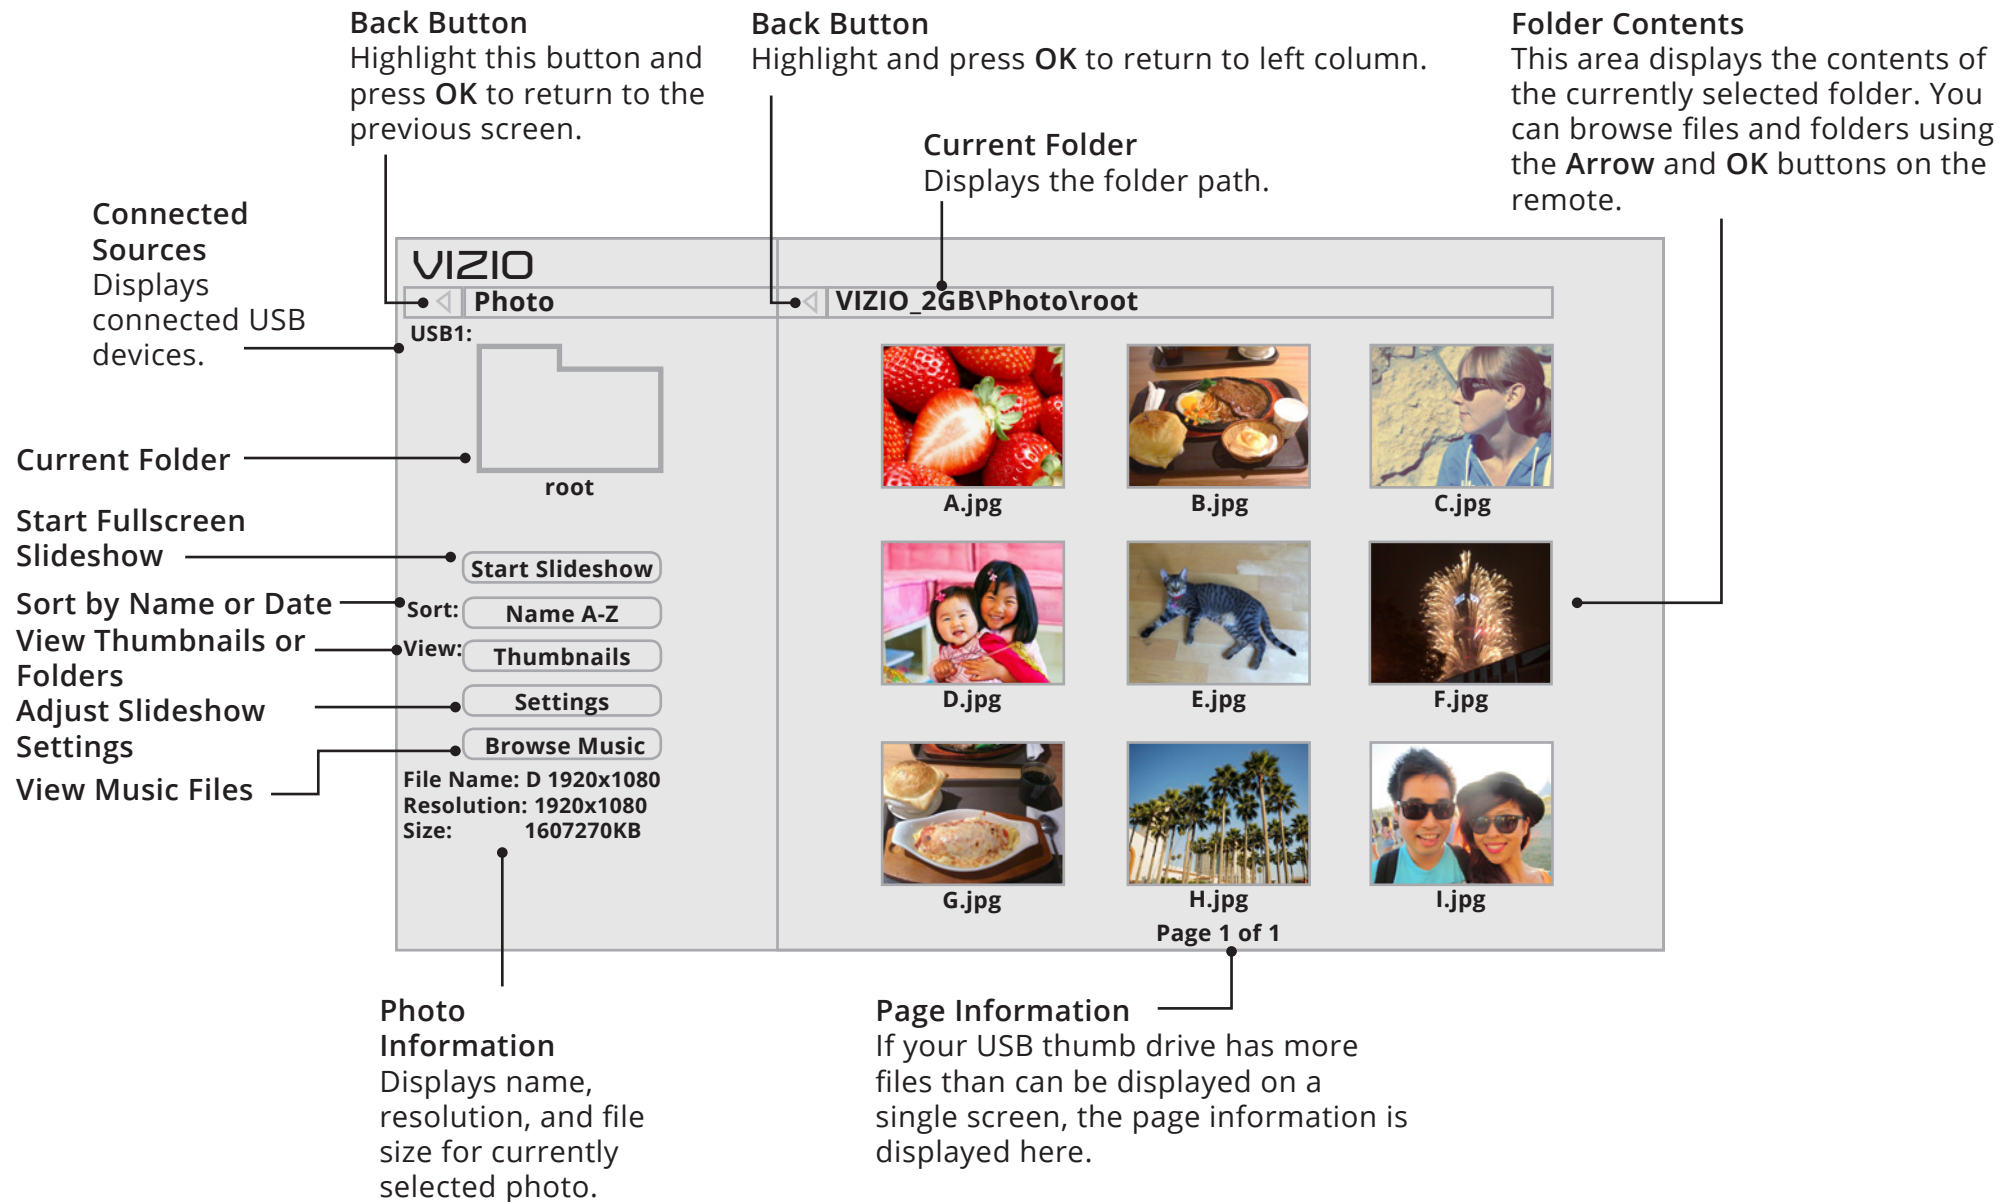 Back Button
Highlight this button and
press OK to return to the
previous screen.
Back Button
Highlight and press OK to return to left column.
Current Folder
Displays the folder path.
Folder Contents
This area displays the contents of
the currently selected folder. You
can browse files and folders using
the Arrow and OK buttons on the
remote.
Connected
Sources
Displays
connected USB
devices.
Current Folder
Start Fullscreen
Slideshow
Sort by Name or Date
View Thumbnails or
Folders
Adjust Slideshow
Settings
View Music Files
VIZIO
Photo
USB1:
root
Start Slideshow
Sort: Name A-Z
View: Thumbnails
Settings
Browse Music
File Name: D 1920x1080
Resolution: 1920x1080
Size: 1607270KB
VIZIO_2GB\Photo\root
A.jpg B.jpg C.jpg
D.jpg E.jpg F.jpg
G.jpg H.jpg I.jpg
Page 1 of 1
Photo
Information
Displays name,
resolution, and file
size for currently
selected photo.
Page Information
If your USB thumb drive has more
files than can be displayed on a
single screen, the page information is
displayed here.